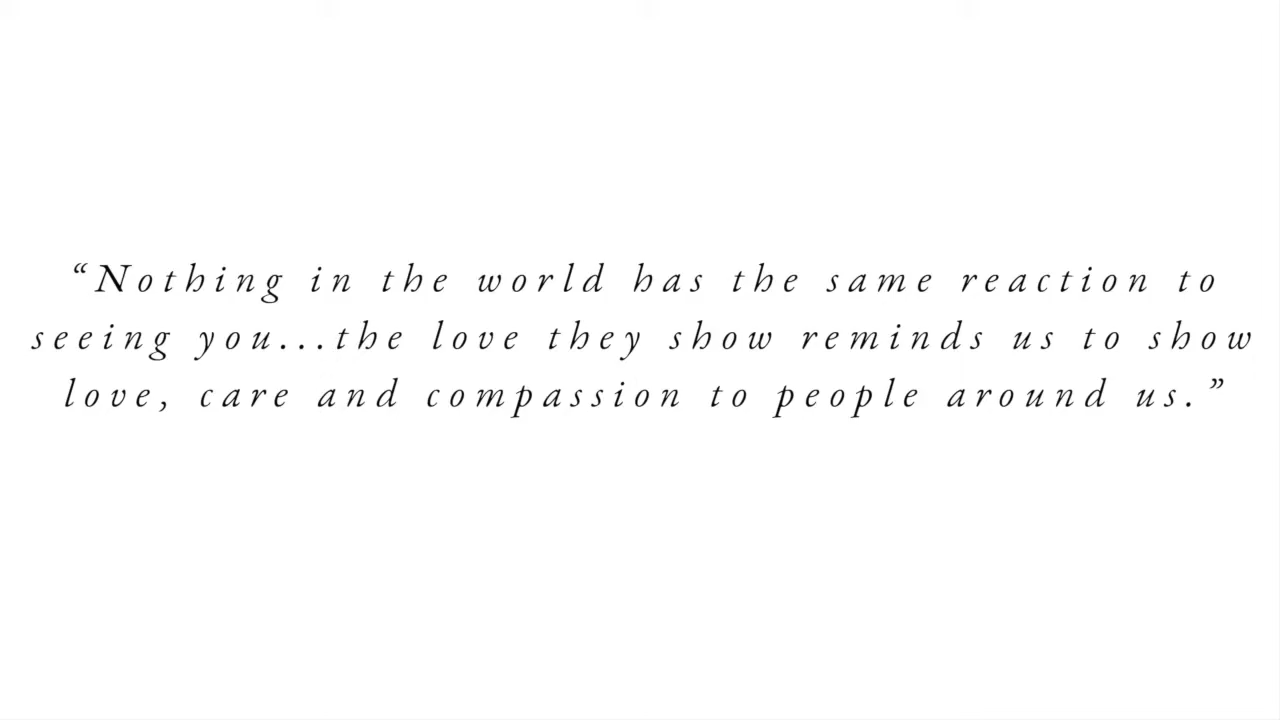 “Nothing in the world has the same reaction to
seeing you...the love they show reminds us to show
love, care and compassion to people around us.”